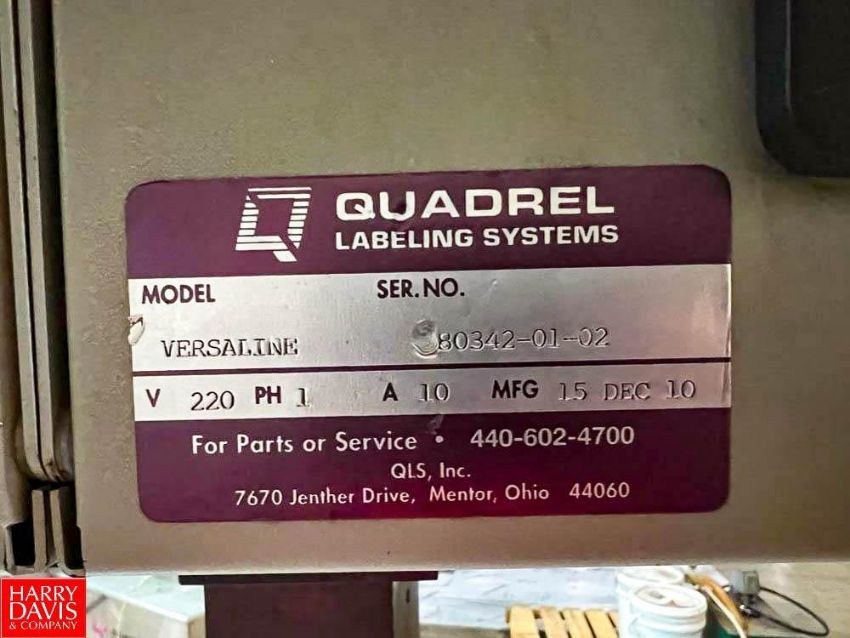 QUADREL
LABELING SYSTEMS
MODEL SER. NO.
VERSALINE 80342-01-02
V 220 PH 1 A 10 MFG 15 DEC 10
For Parts or Service • 440-602-4700
QLS, Inc.
7670 Jenther Drive, Mentor, Ohio 44060
HARRY
DAVIS
& COMPANY